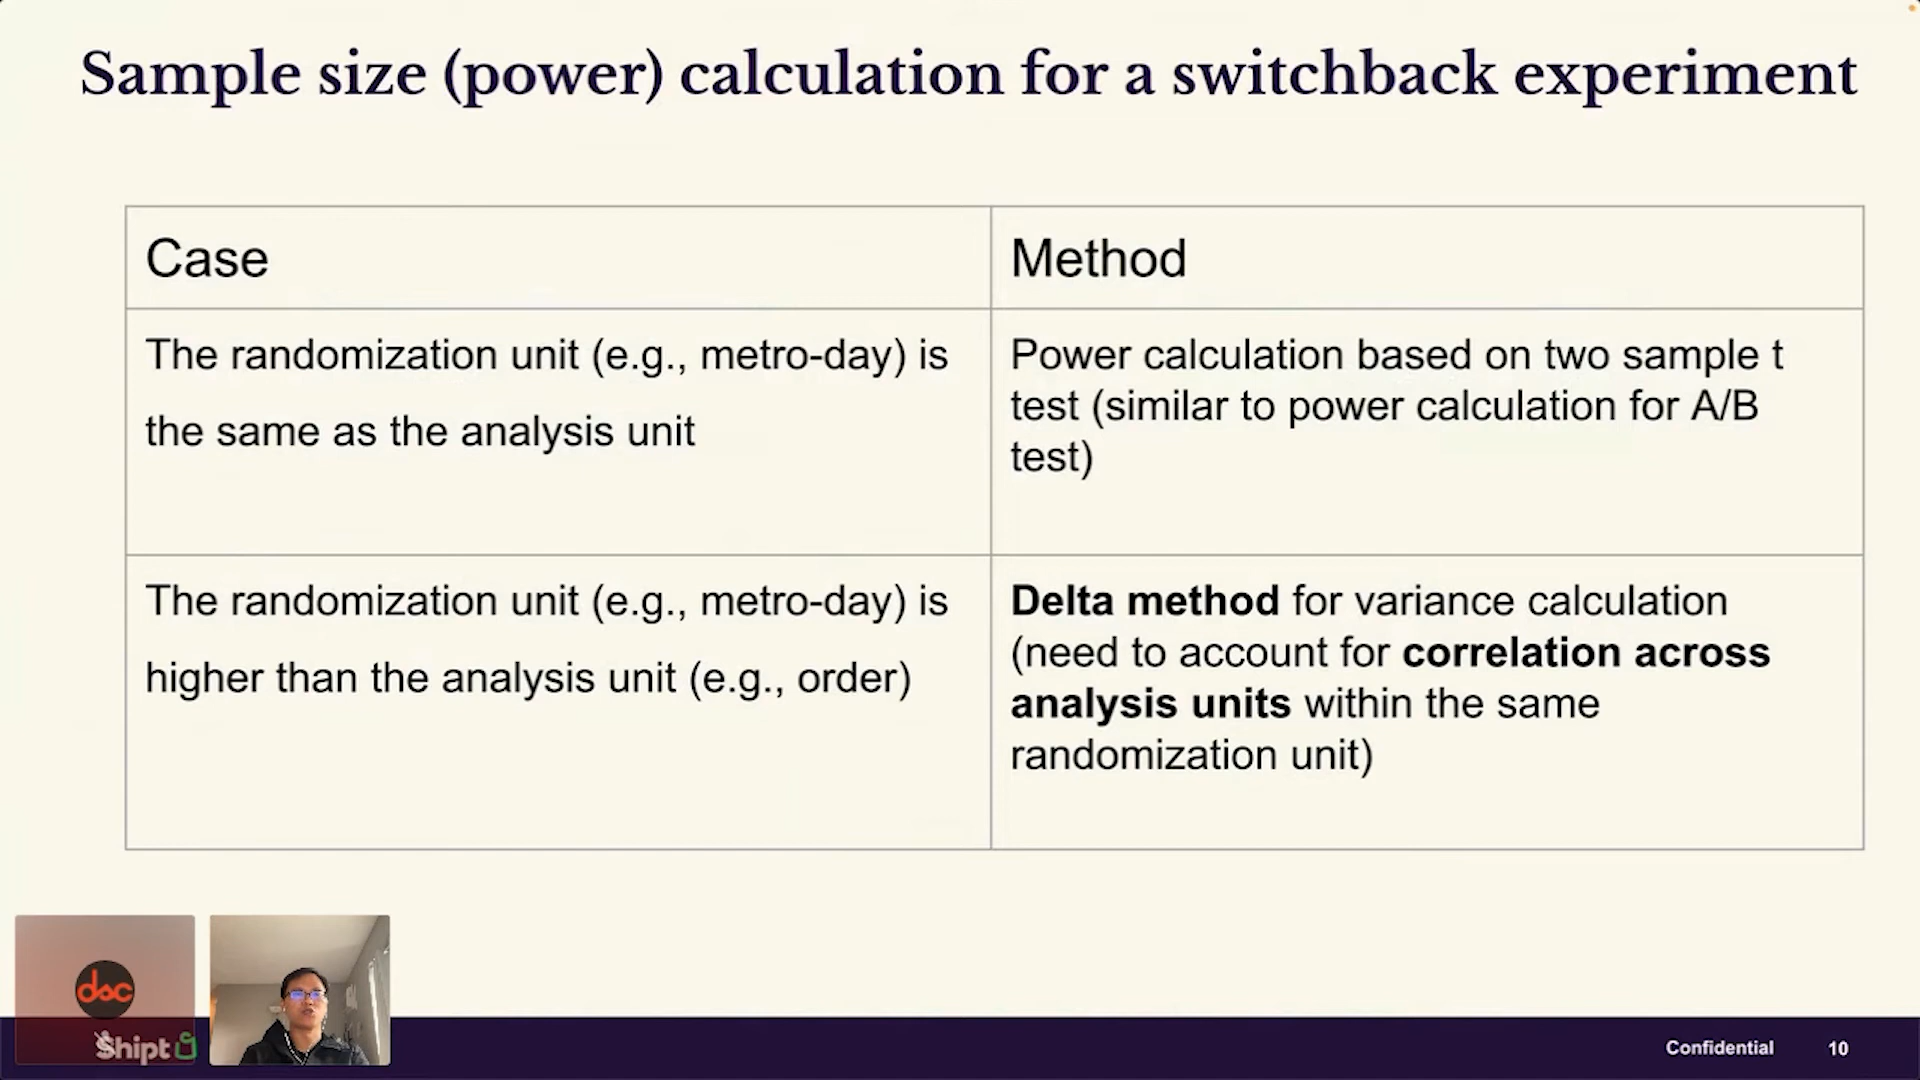 Sample size (power) calculation for a switchback experiment
Case
Method
The randomization unit (e.g., metro-day) is
the same as the analysis unit
Power calculation based on two sample t
test (similar to power calculation for A/B
test)
The randomization unit (e.g., metro-day) is
higher than the analysis unit (e.g., order)
Delta method for variance calculation
(need to account for correlation across
analysis units within the same
randomization unit)
dsc
Shipt
Confidential
10